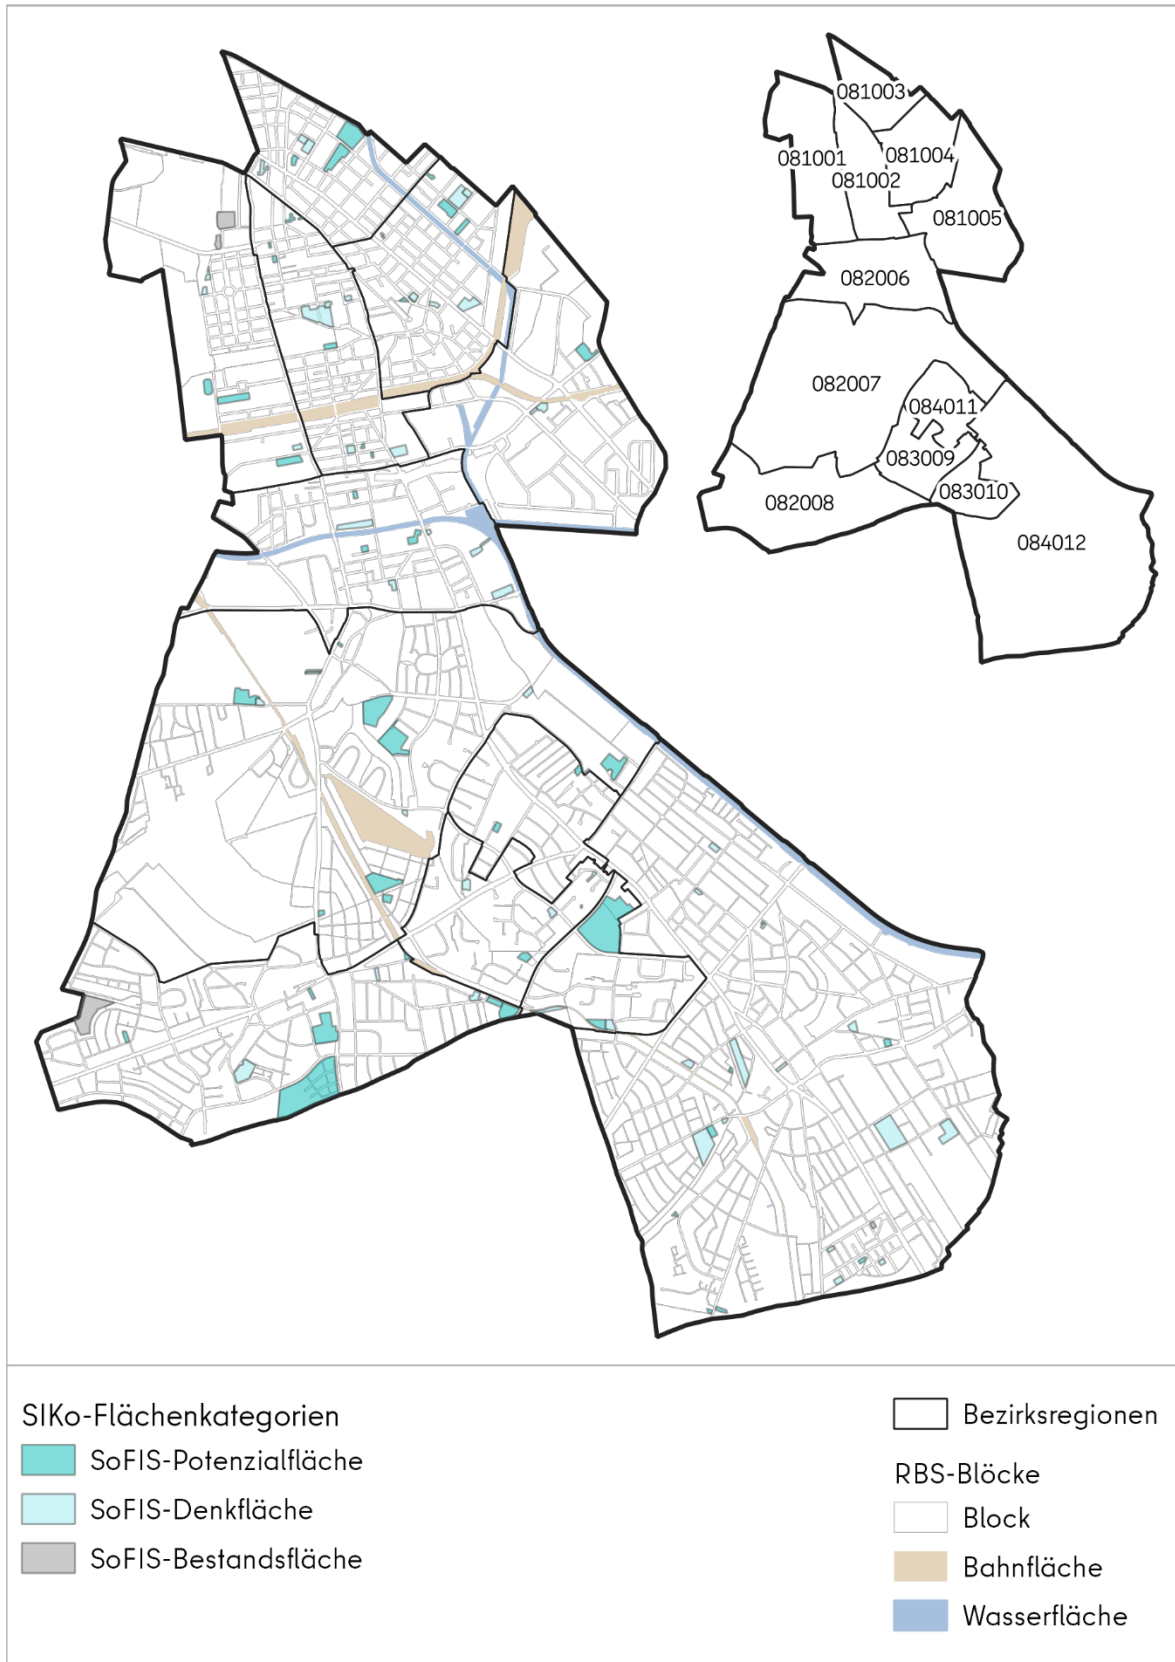 081003
081001
081004
081002
081005
082006
082007
084011
083009
083010
082008
084012
SIKo-Flächenkategorien
SoFIS-Potenzialfläche
SoFIS-Denkfläche
SoFIS-Bestandsfläche
Bezirksregionen
RBS-Blöcke
Block
Bahnfläche
Wasserfläche